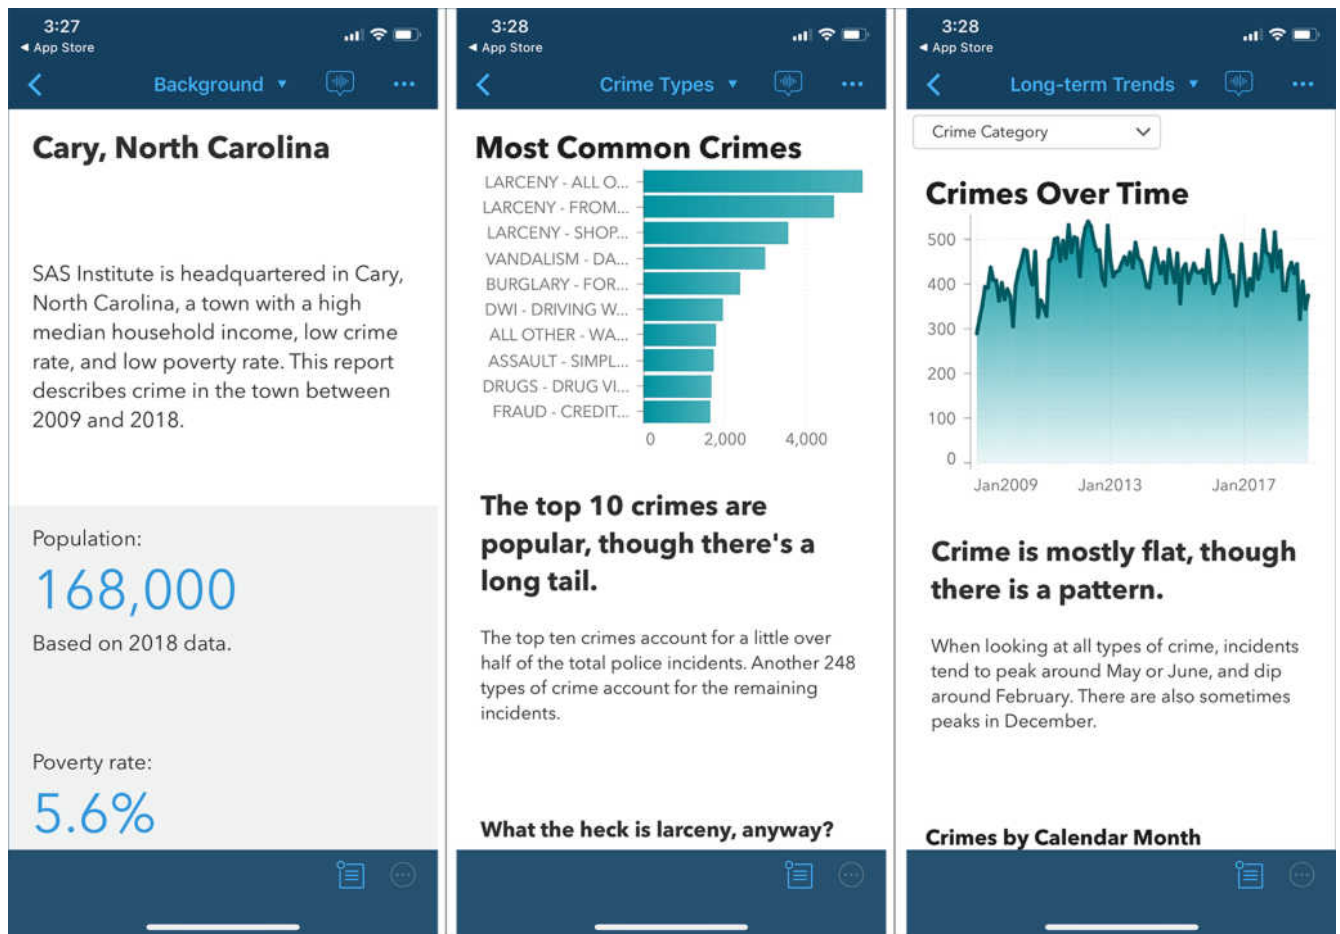 3:27
◀ App Store
Background ▼
Cary, North Carolina
SAS Institute is headquartered in Cary,
North Carolina, a town with a high
median household income, low crime
rate, and low poverty rate. This report
describes crime in the town between
2009 and 2018.
Population:
168,000
Based on 2018 data.
Poverty rate:
5.6%
3:28
◀ App Store
Crime Types ▼
Most Common Crimes
LARCENY - ALL O...
LARCENY - FROM...
LARCENY - SHOP...
VANDALISM - DA...
BURGLARY - FOR...
DWI - DRIVING W...
ALL OTHER - WA...
ASSAULT - SIMPL...
DRUGS - DRUG VI...
FRAUD - CREDIT...
0 2,000 4,000
The top 10 crimes are
popular, though there's a
long tail.
The top ten crimes account for a little over
half of the total police incidents. Another 248
types of crime account for the remaining
incidents.
What the heck is larceny, anyway?
3:28
◀ App Store
Long-term Trends ▼
Crime Category
Crimes Over Time
500
400
300
200
100
0
Jan2009 Jan2013 Jan2017
Crime is mostly flat, though
there is a pattern.
When looking at all types of crime, incidents
tend to peak around May or June, and dip
around February. There are also sometimes
peaks in December.
Crimes by Calendar Month